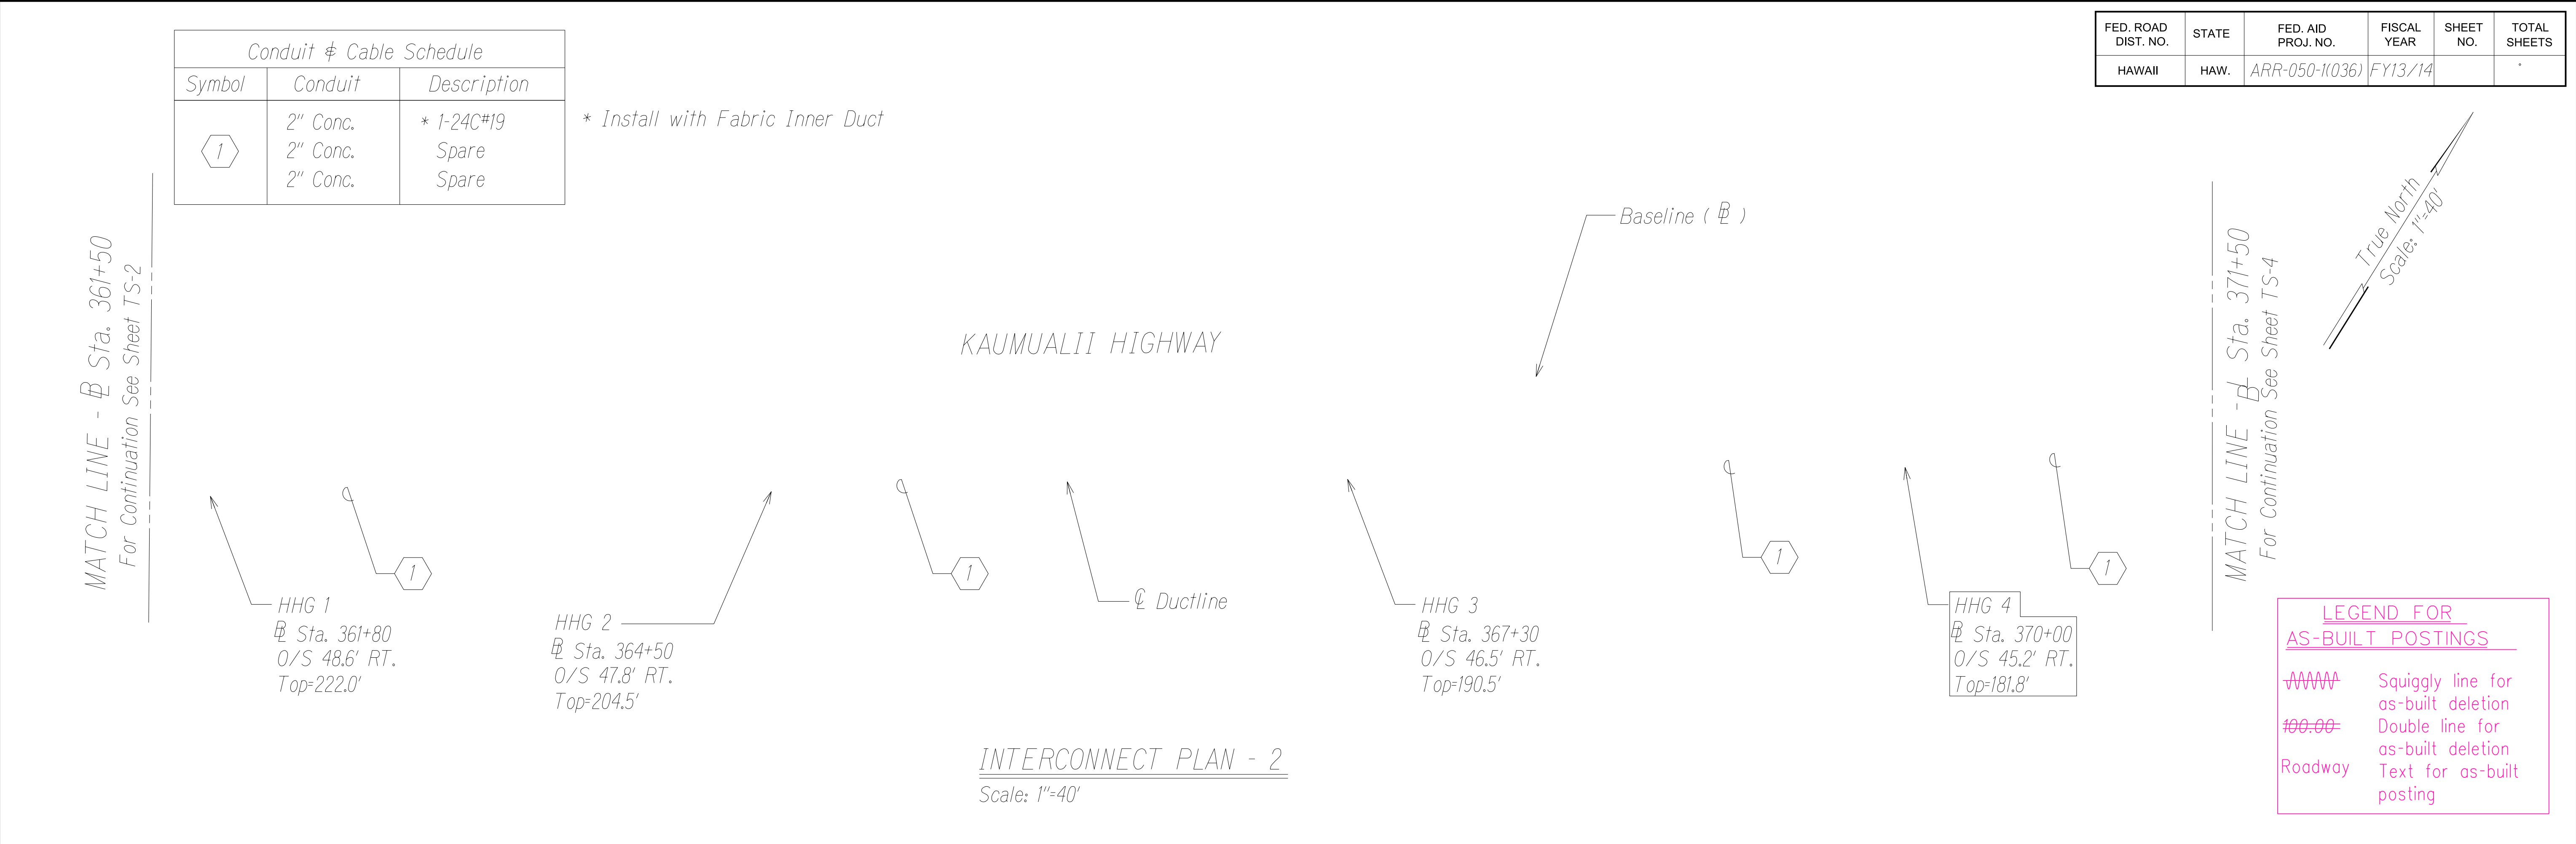 Conduit & Cable Schedule
Symbol Conduit Description
1
2" Conc. * 1-24C#19
2" Conc. Spare
2" Conc. Spare
* Install with Fabric Inner Duct
FED. ROAD DIST. NO. STATE FED. AID PROJ. NO. FISCAL YEAR SHEET NO. TOTAL SHEETS
HAWAII HAW. ARR-050-1(036) FY13/14
True North
Scale: 1"=40'
MATCH LINE - BL Sta. 361+50
For Continuation See Sheet TS-2
Baseline ( BL )
KAUMUALII HIGHWAY
MATCH LINE - BL Sta. 371+50
For Continuation See Sheet TS-4
1
1
1
1
HHG 1
BL Sta. 361+80
O/S 48.6' RT.
Top=222.0'
HHG 2
BL Sta. 364+50
O/S 47.8' RT.
Top=204.5'
CL Ductline
HHG 3
BL Sta. 367+30
O/S 46.5' RT.
Top=190.5'
HHG 4
BL Sta. 370+00
O/S 45.2' RT.
Top=181.8'
INTERCONNECT PLAN - 2
Scale: 1"=40'
LEGEND FOR
AS-BUILT POSTINGS
Squiggly line for
as-built deletion
100.00 Double line for
as-built deletion
Roadway Text for as-built
posting